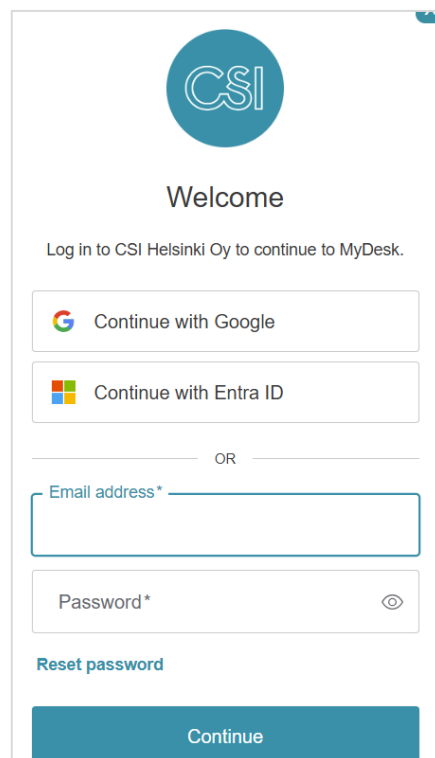 CSI
Welcome
Log in to CSI Helsinki Oy to continue to MyDesk.
Continue with Google
Continue with Entra ID
OR
Email address*
Password*
Reset password
Continue